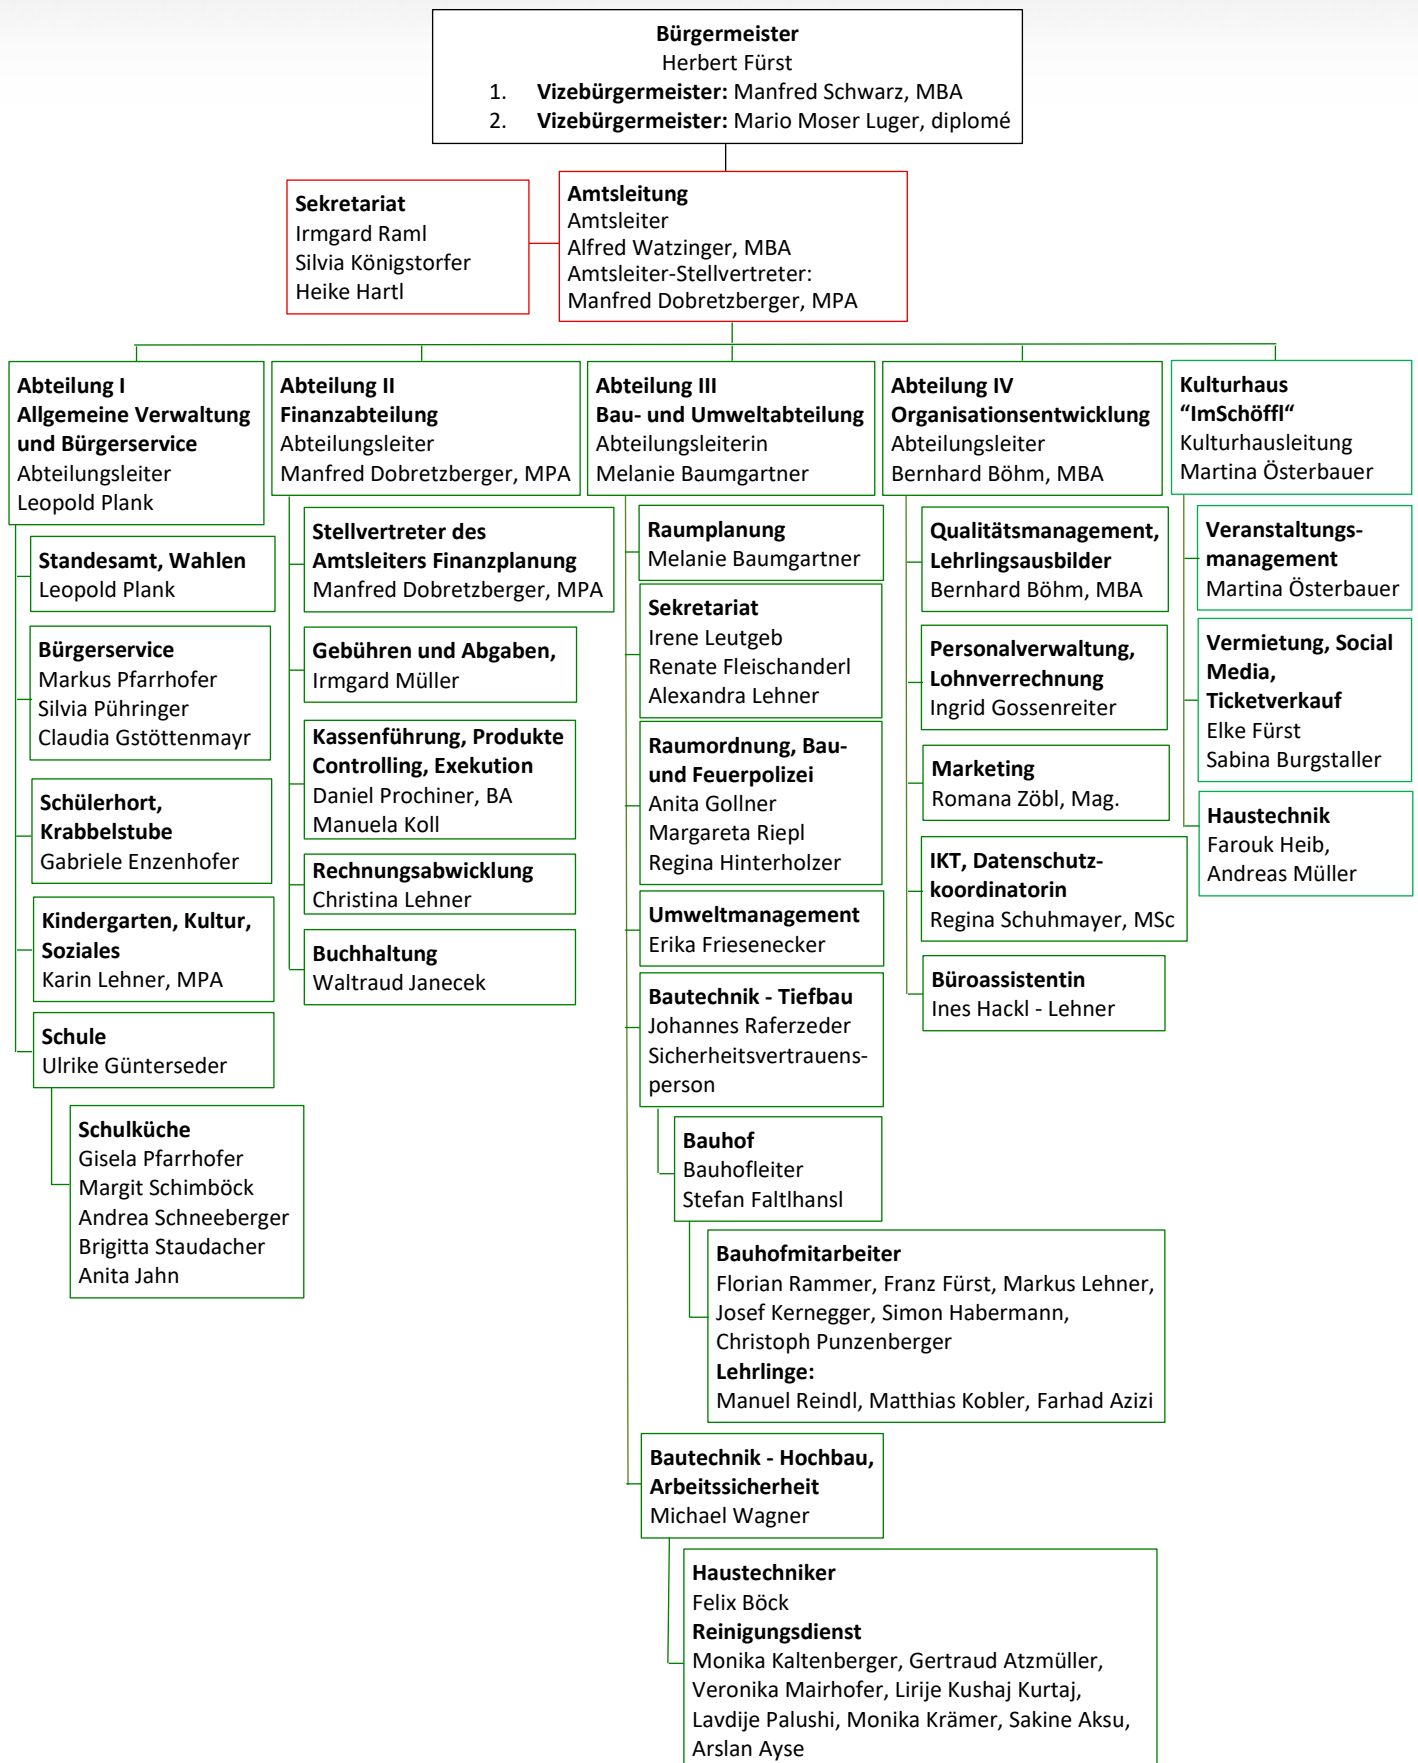 Bürgermeister
Herbert Fürst
1. Vizebürgermeister: Manfred Schwarz, MBA
2. Vizebürgermeister: Mario Moser Luger, diplomé
Sekretariat
Irmgard Raml
Silvia Königstorfer
Heike Hartl
Amtsleitung
Amtsleiter
Alfred Watzinger, MBA
Amtsleiter-Stellvertreter:
Manfred Dobretzberger, MPA
Abteilung I
Allgemeine Verwaltung
und Bürgerservice
Abteilungsleiter
Leopold Plank
Standesamt, Wahlen
Leopold Plank
Bürgerservice
Markus Pfarrhofer
Silvia Pühringer
Claudia Gstöttenmayr
Schülerhort,
Krabbelstube
Gabriele Enzenhofer
Kindergarten, Kultur,
Soziales
Karin Lehner, MPA
Schule
Ulrike Günterseder
Schulküche
Gisela Pfarrhofer
Margit Schimböck
Andrea Schneeberger
Brigitta Staudacher
Anita Jahn
Abteilung II
Finanzabteilung
Abteilungsleiter
Manfred Dobretzberger, MPA
Stellvertreter des
Amtsleiters Finanzplanung
Manfred Dobretzberger, MPA
Gebühren und Abgaben,
Irmgard Müller
Kassenführung, Produkte
Controlling, Exekution
Daniel Prochiner, BA
Manuela Koll
Rechnungsabwicklung
Christina Lehner
Buchhaltung
Waltraud Janecek
Abteilung III
Bau- und Umweltabteilung
Abteilungsleiterin
Melanie Baumgartner
Raumplanung
Melanie Baumgartner
Sekretariat
Irene Leutgeb
Renate Fleischanderl
Alexandra Lehner
Raumordnung, Bau-
und Feuerpolizei
Anita Gollner
Margareta Riepl
Regina Hinterholzer
Umweltmanagement
Erika Friesenecker
Bautechnik - Tiefbau
Johannes Raferzeder
Sicherheitsvertrauens-
person
Bauhof
Bauhofleiter
Stefan Faltlhansl
Bauhofmitarbeiter
Florian Rammer, Franz Fürst, Markus Lehner,
Josef Kernegger, Simon Habermann,
Christoph Punzenberger
Lehrlinge:
Manuel Reindl, Matthias Kobler, Farhad Azizi
Bautechnik - Hochbau,
Arbeitssicherheit
Michael Wagner
Haustechniker
Felix Böck
Reinigungsdienst
Monika Kaltenberger, Gertraud Atzmüller,
Veronika Mairhofer, Lirije Kushaj Kurtaj,
Lavdije Palushi, Monika Krämer, Sakine Aksu,
Arslan Ayse
Abteilung IV
Organisationsentwicklung
Abteilungsleiter
Bernhard Böhm, MBA
Qualitätsmanagement,
Lehrlingsausbilder
Bernhard Böhm, MBA
Personalverwaltung,
Lohnverrechnung
Ingrid Gossenreiter
Marketing
Romana Zöbl, Mag.
IKT, Datenschutz-
koordinatorin
Regina Schuhmayer, MSc
Büroassistentin
Ines Hackl - Lehner
Kulturhaus
“ImSchöffl“
Kulturhausleitung
Martina Österbauer
Veranstaltungs-
management
Martina Österbauer
Vermietung, Social
Media,
Ticketverkauf
Elke Fürst
Sabina Burgstaller
Haustechnik
Farouk Heib,
Andreas Müller